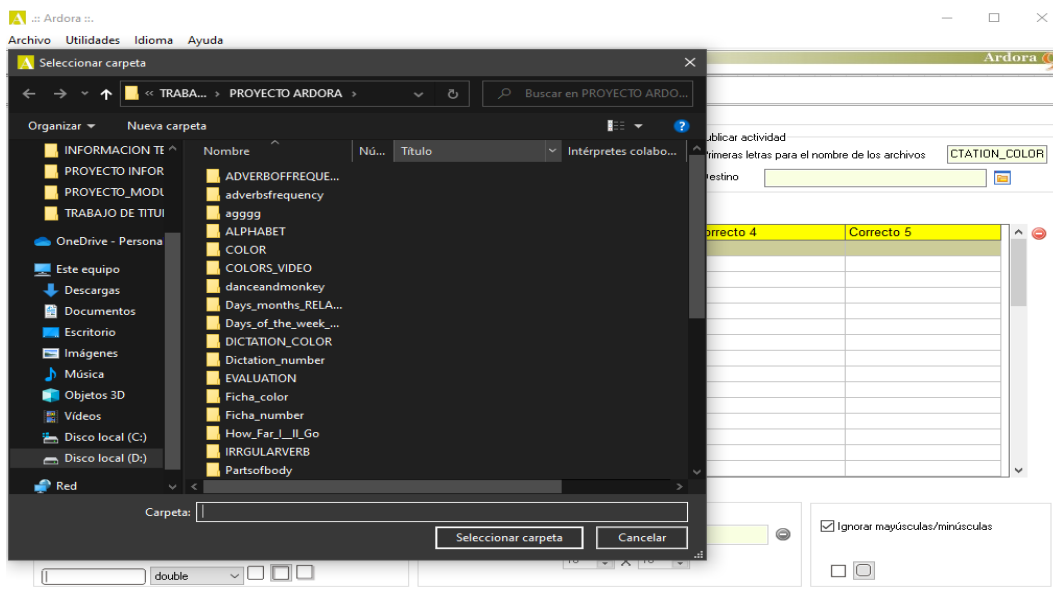 .:: Ardora ::.
Archivo Utilidades Idioma Ayuda
Seleccionar carpeta
Ardora
« TRABA... › PROYECTO ARDORA ›
Buscar en PROYECTO ARDO...
Organizar Nueva carpeta
INFORMACION TE
PROYECTO INFOR
PROYECTO_MODU
TRABAJO DE TITUI
OneDrive - Persona
Este equipo
Descargas
Documentos
Escritorio
Imágenes
Música
Objetos 3D
Vídeos
Disco local (C:)
Disco local (D:)
Red
Nombre Nú... Título Intérpretes colabo...
ADVERBOFFREQUE...
adverbsfrequency
agggg
ALPHABET
COLOR
COLORS_VIDEO
danceandmonkey
Days_months_RELA...
Days_of_the_week_...
DICTATION_COLOR
Dictation_number
EVALUATION
Ficha_color
Ficha_number
How_Far_I__ll_Go
IRRGULARVERB
Partsofbody
Carpeta:
Seleccionar carpeta Cancelar
ublicar actividad
rimeras letras para el nombre de los archivos CTATION_COLOR
estino
orrecto 4 Correcto 5
Ignorar mayúsculas/minúsculas
double